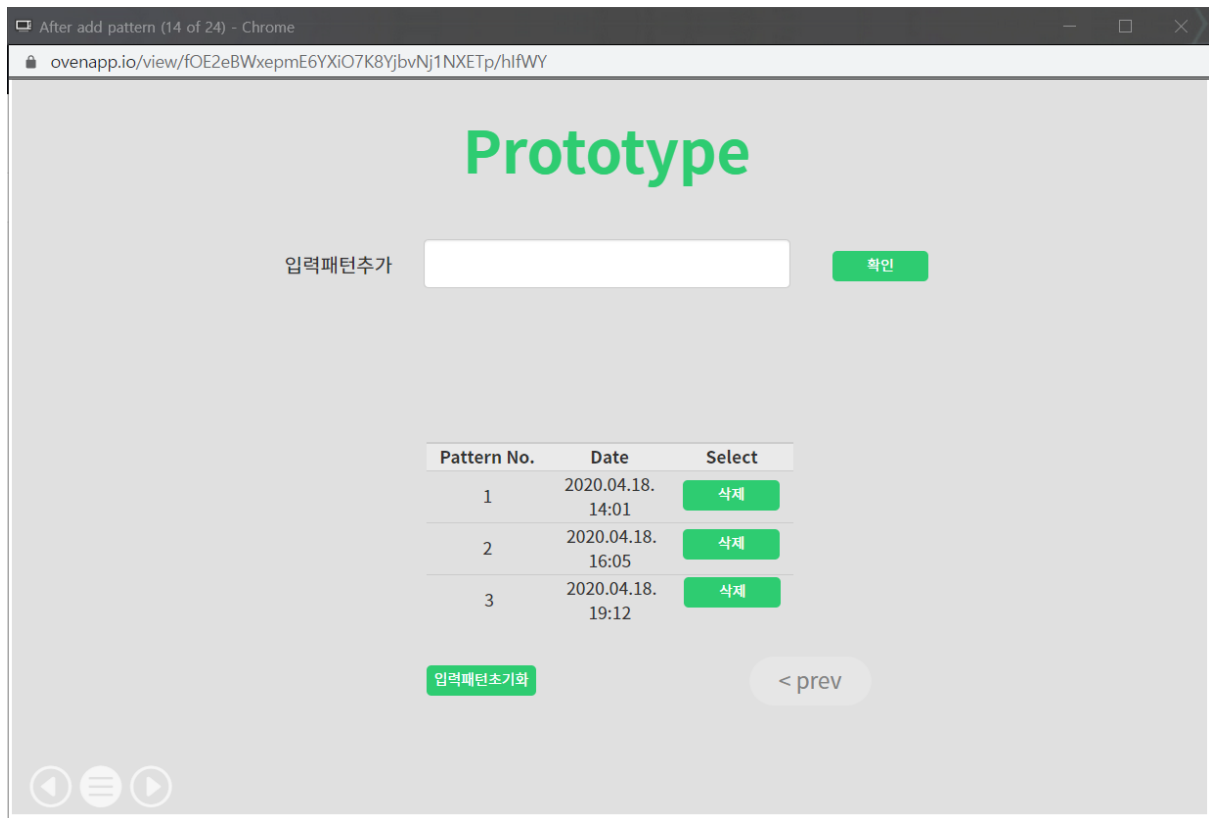 After add pattern (14 of 24) - Chrome
ovenapp.io/view/fOE2eBWxepmE6YXiO7K8YjbvNj1NXETp/hIfWY
Prototype
입력패턴추가 확인
Pattern No. Date Select
1 2020.04.18. 14:01 삭제
2 2020.04.18. 16:05 삭제
3 2020.04.18. 19:12 삭제
입력패턴초기화 < prev